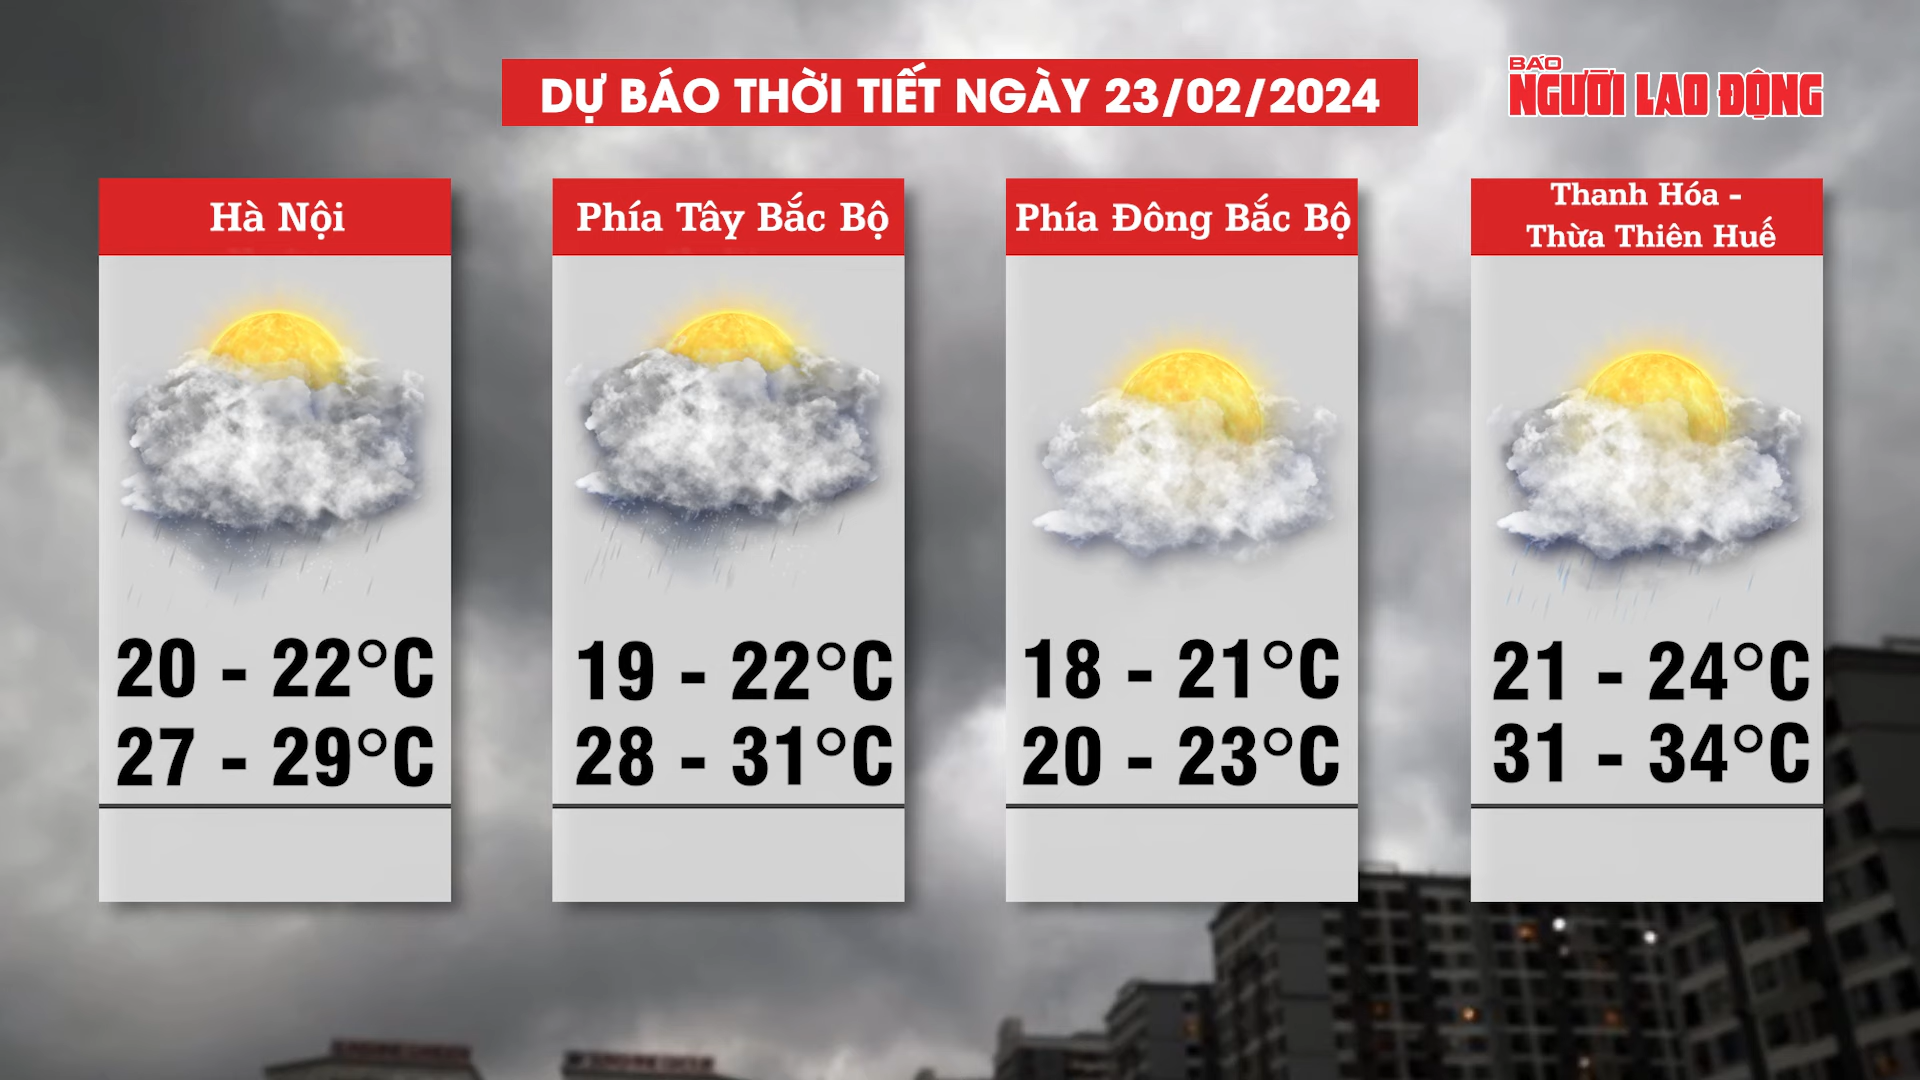 DỰ BÁO THỜI TIẾT NGÀY 23/02/2024
BÁO
NGƯỜI LAO ĐỘNG
Hà Nội
20 - 22°C
27 - 29°C
Phía Tây Bắc Bộ
19 - 22°C
28 - 31°C
Phía Đông Bắc Bộ
18 - 21°C
20 - 23°C
Thanh Hóa -
Thừa Thiên Huế
21 - 24°C
31 - 34°C